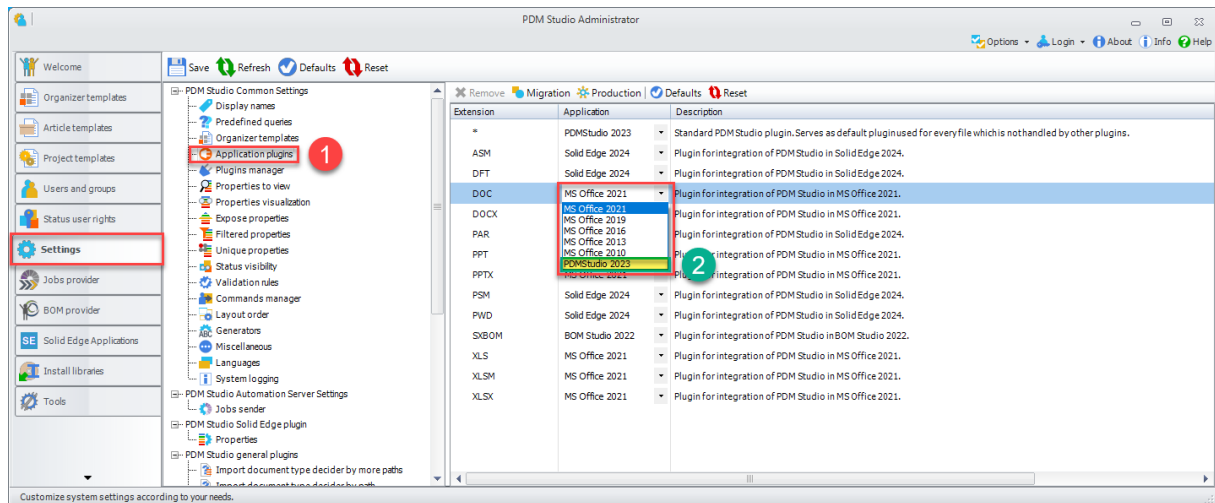 PDM Studio Administrator
Options Login About Info Help
Welcome
Organizer templates
Article templates
Project templates
Users and groups
Status user rights
Settings
Jobs provider
BOM provider
SE Solid Edge Applications
Install libraries
Tools
Save Refresh Defaults Reset
PDM Studio Common Settings
Display names
Predefined queries
Organizer templates
Application plugins
1
Plugins manager
Properties to view
Properties visualization
Expose properties
Filtered properties
Unique properties
Status visibility
Validation rules
Commands manager
Layout order
ABC Generators
Miscellaneous
Languages
System logging
PDM Studio Automation Server Settings
Jobs sender
PDM Studio Solid Edge plugin
Properties
PDM Studio general plugins
Import document type decider by more paths
Import document type decider by path
Remove Migration Production Defaults Reset
Extension Application Description
* PDMStudio 2023 Standard PDM Studio plugin. Serves as default plugin used for every file which is not handled by other plugins.
ASM Solid Edge 2024 Plugin for integration of PDM Studio in Solid Edge 2024.
DFT Solid Edge 2024 Plugin for integration of PDM Studio in Solid Edge 2024.
DOC MS Office 2021 Plugin for integration of PDM Studio in MS Office 2021.
MS Office 2021
MS Office 2019
MS Office 2016
MS Office 2013
MS Office 2010
PDMStudio 2023
2
DOCX Plugin for integration of PDM Studio in MS Office 2021.
PAR Plugin for integration of PDM Studio in Solid Edge 2024.
PPT Plugin for integration of PDM Studio in MS Office 2021.
PPTX MS Office 2021 Plugin for integration of PDM Studio in MS Office 2021.
PSM Solid Edge 2024 Plugin for integration of PDM Studio in Solid Edge 2024.
PWD Solid Edge 2024 Plugin for integration of PDM Studio in Solid Edge 2024.
SXBOM BOM Studio 2022 Plugin for integration of PDM Studio in BOM Studio 2022.
XLS MS Office 2021 Plugin for integration of PDM Studio in MS Office 2021.
XLSM MS Office 2021 Plugin for integration of PDM Studio in MS Office 2021.
XLSX MS Office 2021 Plugin for integration of PDM Studio in MS Office 2021.
Customize system settings according to your needs.